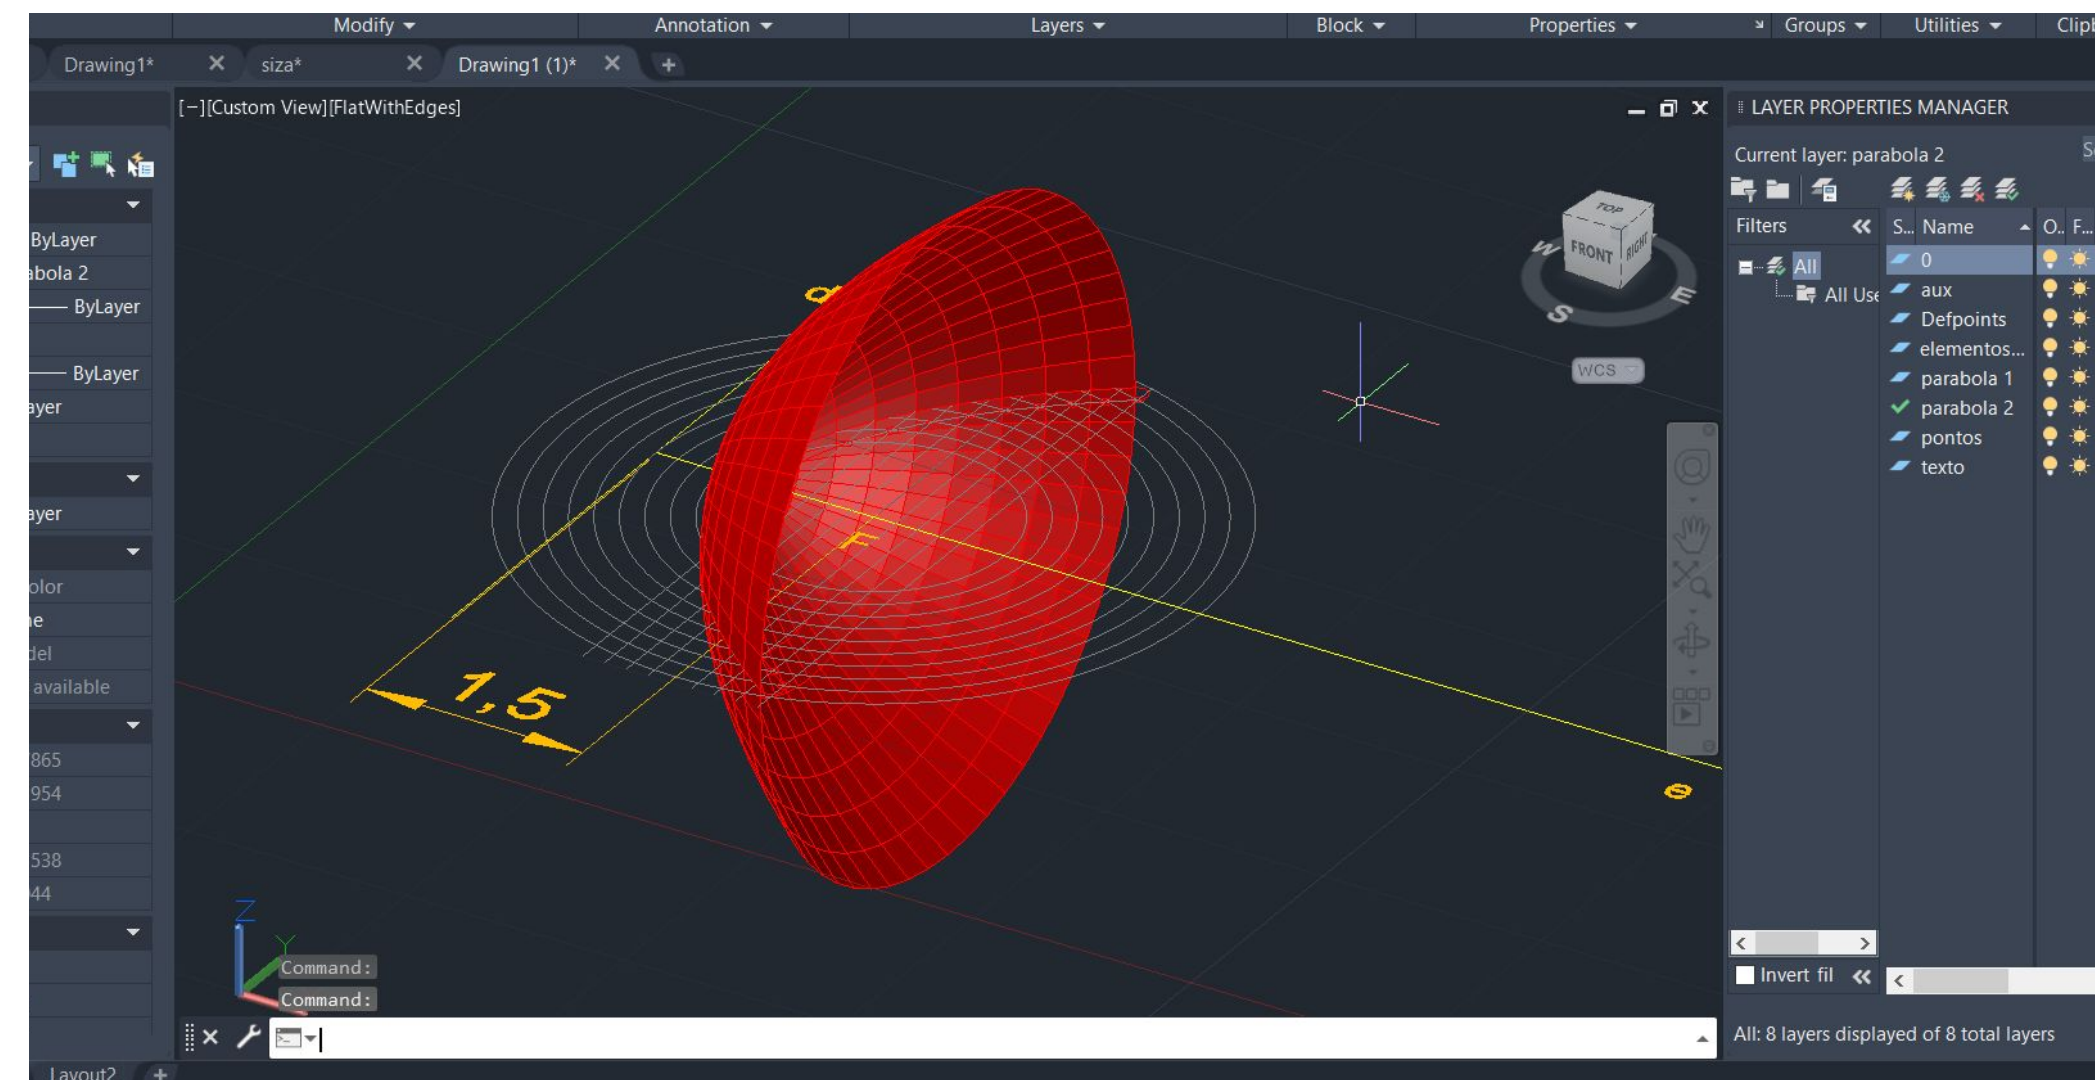 Modify Annotation Layers Block Properties Groups Utilities
Drawing1* siza* Drawing1 (1)* +
[−][Custom View][FlatWithEdges]
TOP
FRONT RIGHT
W S E
WCS
d
F
1,5
e
Z
Y
Command:
Command:
ByLayer
bola 2
ByLayer
ByLayer
ayer
ayer
olor
available
865
954
538
44
Layout2 +
LAYER PROPERTIES MANAGER
Current layer: parabola 2
Filters
All
All Use
S... Name O.. F...
0
aux
Defpoints
elementos...
parabola 1
parabola 2
pontos
texto
Invert fil
All: 8 layers displayed of 8 total layers